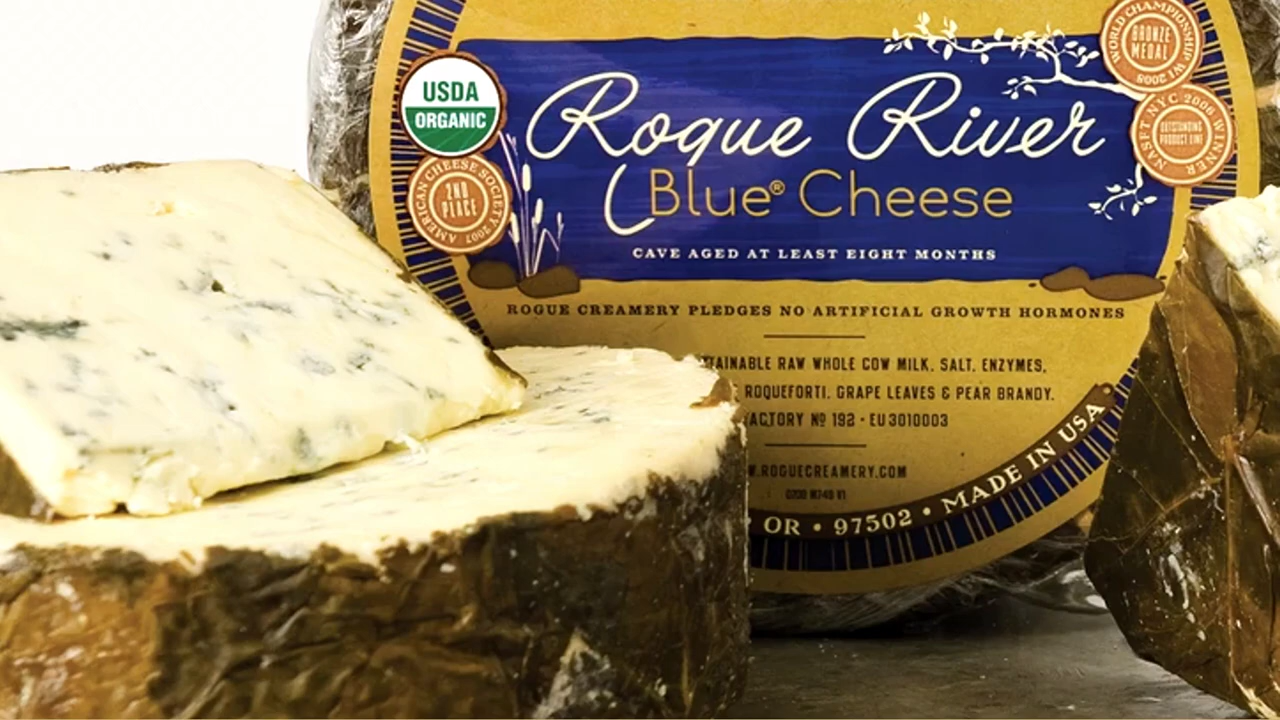 USDA
ORGANIC
AMERICAN CHEESE SOCIETY 2007
2ND
PLACE
WORLD CHAMPIONSHIP WI 2005
BRONZE
MEDAL
NASFT NYC 2006 WINNER
OUTSTANDING
PRODUCT LINE
Rogue River
Blue® Cheese
CAVE AGED AT LEAST EIGHT MONTHS
ROGUE CREAMERY PLEDGES NO ARTIFICIAL GROWTH HORMONES
TAINABLE RAW WHOLE COW MILK, SALT, ENZYMES,
ROQUEFORTI, GRAPE LEAVES & PEAR BRANDY.
ACTORY Nº 192 - EU 3010003
W.ROGUECREAMERY.COM
OR • 97502 • MADE IN USA